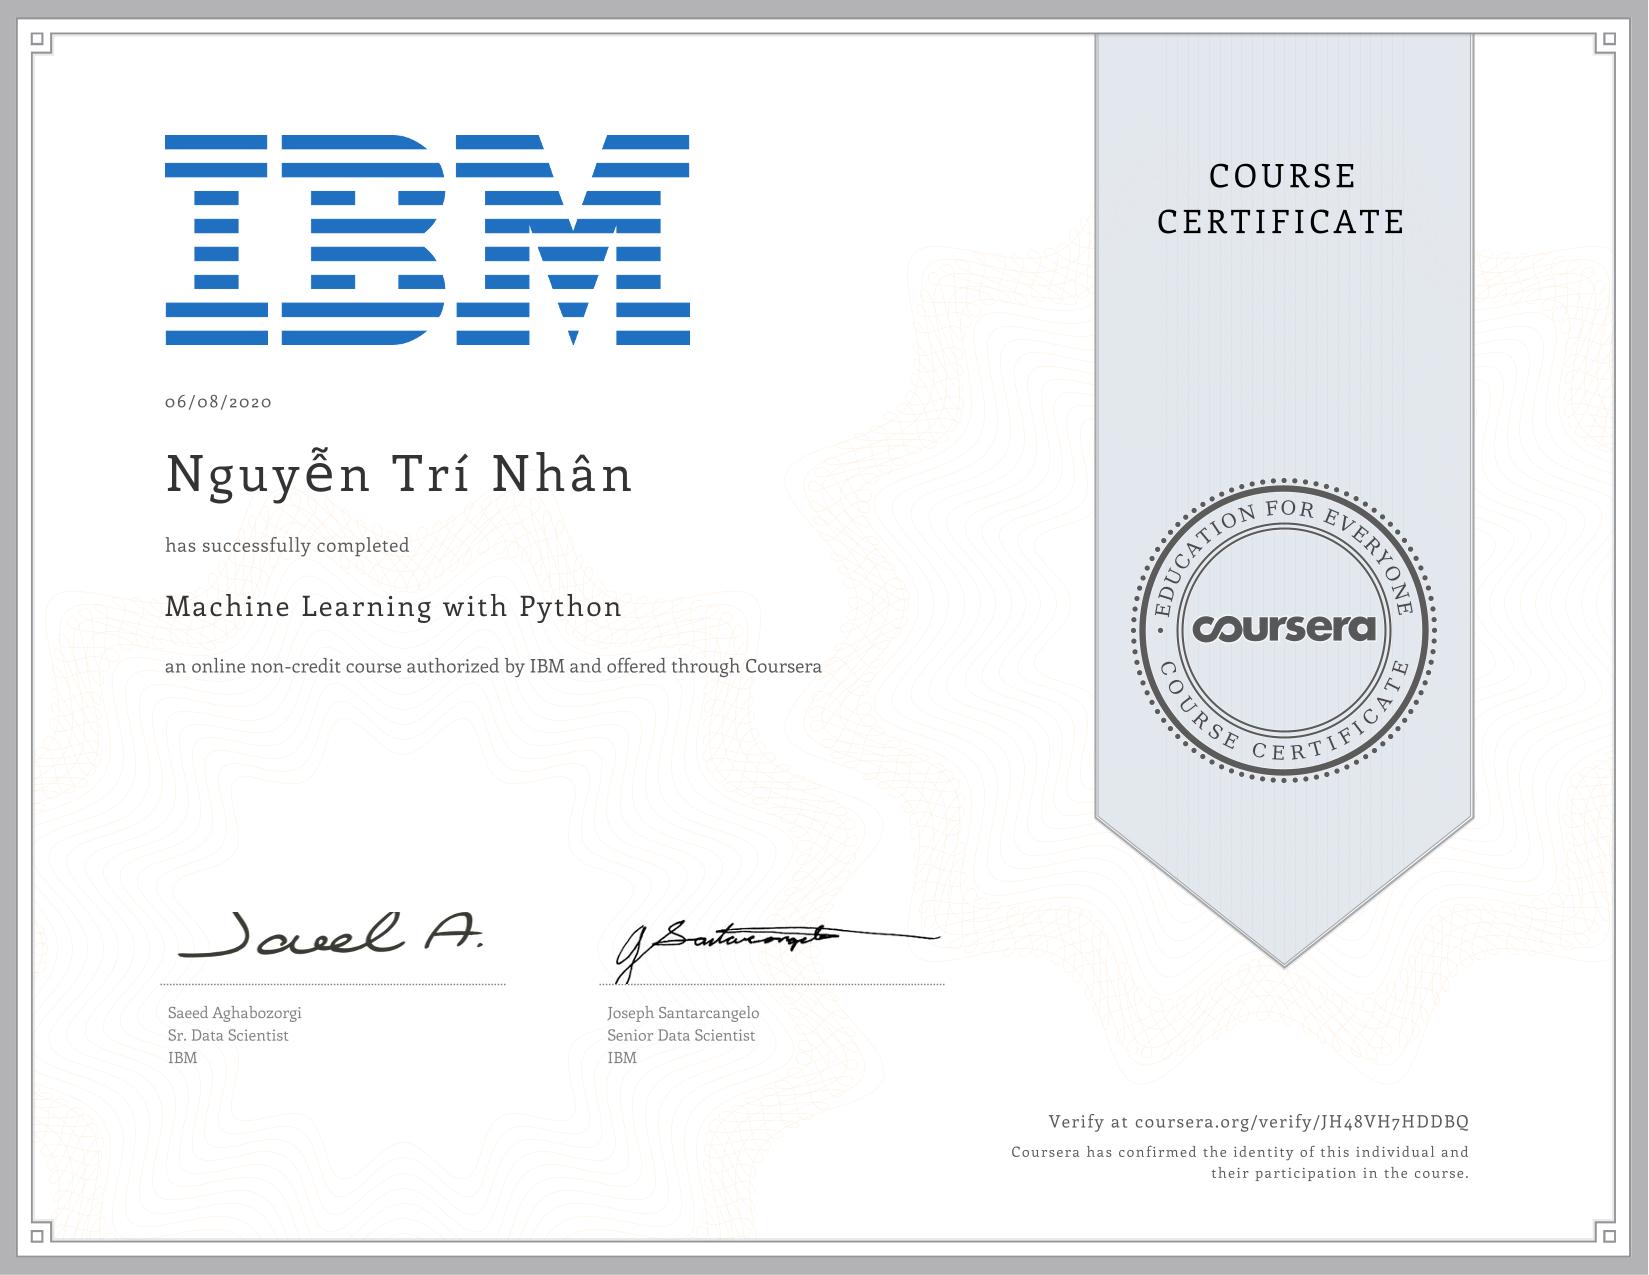 IBM
COURSE
CERTIFICATE
06/08/2020
Nguyễn Trí Nhân
has successfully completed
Machine Learning with Python
an online non-credit course authorized by IBM and offered through Coursera
EDUCATION FOR EVERYONE
coursera
COURSE CERTIFICATE
Saeed A.
J Santarcangelo
Saeed Aghabozorgi
Sr. Data Scientist
IBM
Joseph Santarcangelo
Senior Data Scientist
IBM
Verify at coursera.org/verify/JH48VH7HDDBQ
Coursera has confirmed the identity of this individual and
their participation in the course.